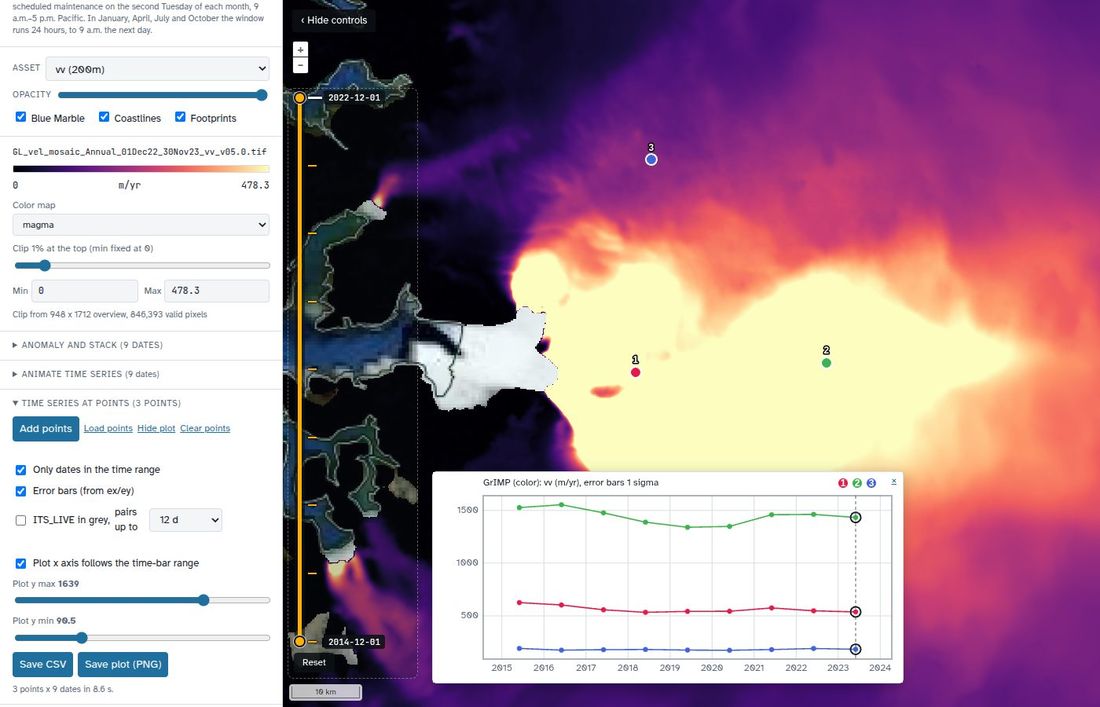 scheduled maintenance on the second Tuesday of each month, 9
a.m.–5 p.m. Pacific. In January, April, July and October the window
runs 24 hours, to 9 a.m. the next day.
ASSET vv (200m)
OPACITY
Blue Marble Coastlines Footprints
GL_vel_mosaic_Annual_01Dec22_30Nov23_vv_v05.0.tif
0 m/yr 478.3
Color map
magma
Clip 1% at the top (min fixed at 0)
Min 0 Max 478.3
Clip from 948 x 1712 overview, 846,393 valid pixels
▶ ANOMALY AND STACK (9 DATES)
▶ ANIMATE TIME SERIES (9 dates)
▼ TIME SERIES AT POINTS (3 POINTS)
Add points Load points Hide plot Clear points
Only dates in the time range
Error bars (from ex/ey)
ITS_LIVE in grey, pairs up to 12 d
Plot x axis follows the time-bar range
Plot y max 1639
Plot y min 90.5
Save CSV Save plot (PNG)
3 points x 9 dates in 8.6 s.
‹ Hide controls
+
−
2022-12-01
3
1
2
2014-12-01
Reset
10 km
GrIMP (color); vv (m/yr), error bars 1 sigma 1 2 3 x
1500
1000
500
2015 2016 2017 2018 2019 2020 2021 2022 2023 2024